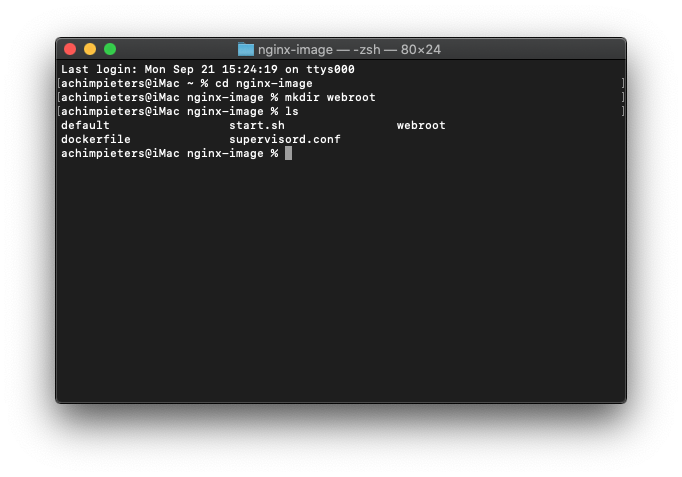 nginx-image — -zsh — 80×24
Last login: Mon Sep 21 15:24:19 on ttys000
[achimpieters@iMac ~ % cd nginx-image ]
[achimpieters@iMac nginx-image % mkdir webroot ]
[achimpieters@iMac nginx-image % ls ]
default start.sh webroot
dockerfile supervisord.conf
achimpieters@iMac nginx-image %